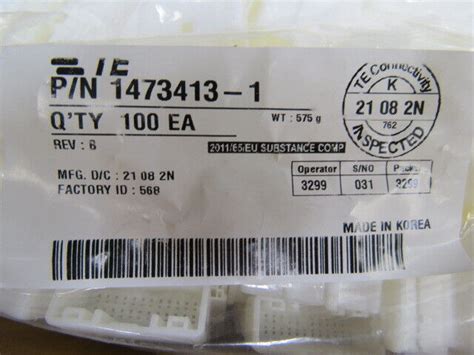 TE
P/N 1473413-1
Q'TY 100 EA
WT : 575 g
REV : 6
2011/65/EU SUBSTANCE COMP
MFG. D/C : 21 08 2N
FACTORY ID : 568
TE Connectivity
K
21 08 2N
762
INSPECTED
Operator S/NO
3299 031 3299
MADE IN KOREA